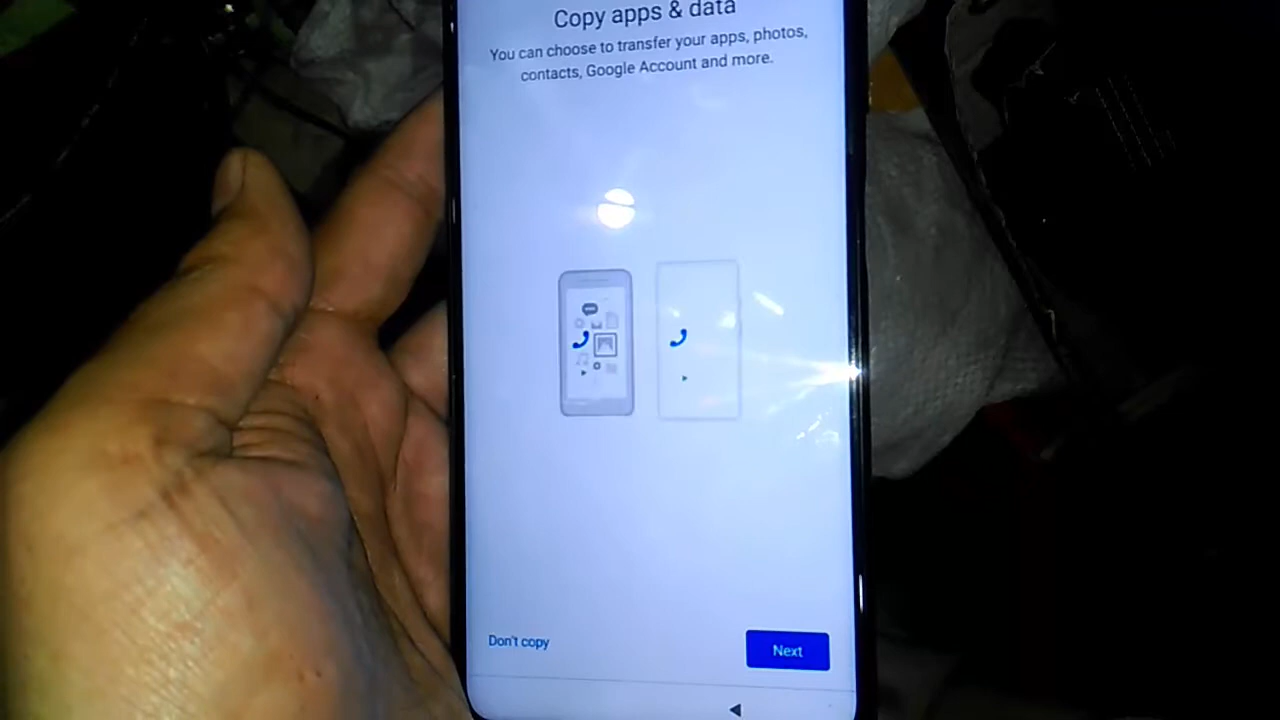 Copy apps & data
You can choose to transfer your apps, photos,
contacts, Google Account and more.
Don't copy
Next